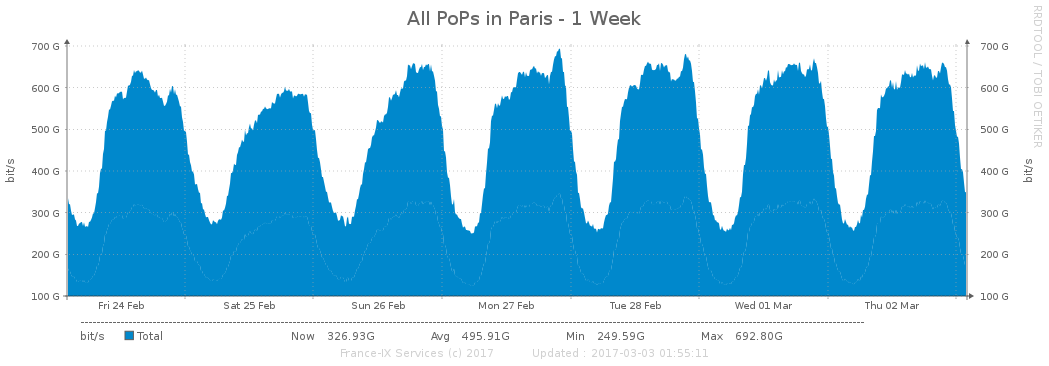 All PoPs in Paris - 1 Week
RRDTOOL / TOBI OETIKER
bit/s
700 G
600 G
500 G
400 G
300 G
200 G
100 G
700 G
600 G
500 G
400 G
300 G
200 G
100 G
bit/s
Fri 24 Feb Sat 25 Feb Sun 26 Feb Mon 27 Feb Tue 28 Feb Wed 01 Mar Thu 02 Mar
bit/s Total Now 326.93G Avg 495.91G Min 249.59G Max 692.80G
France-IX Services (c) 2017 Updated : 2017-03-03 01:55:11